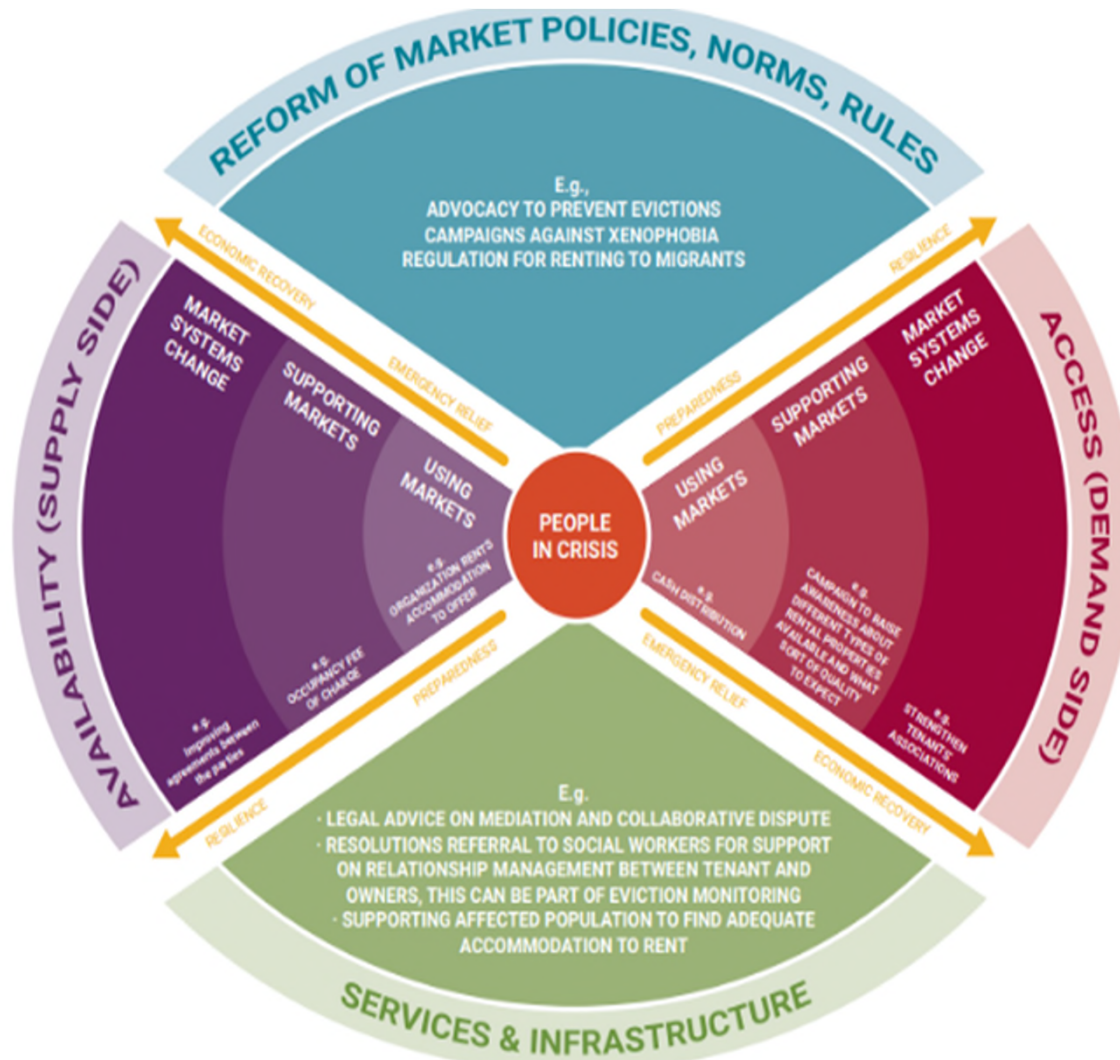 REFORM OF MARKET POLICIES, NORMS, RULES
E.g.,
ADVOCACY TO PREVENT EVICTIONS
CAMPAIGNS AGAINST XENOPHOBIA
REGULATION FOR RENTING TO MIGRANTS
ECONOMIC RECOVERY
EMERGENCY RELIEF
RESILIENCE
PREPAREDNESS
AVAILABILITY (SUPPLY SIDE)
MARKET
SYSTEMS
CHANGE
e.g.
Improving
agreements between
the parties
SUPPORTING
MARKETS
e.g.
OCCUPANCY FEE
OF CHARGE
USING
MARKETS
e.g.
ORGANIZATION RENTS
ACCOMMODATION
TO OFFER
PEOPLE
IN CRISIS
USING
MARKETS
e.g.
CASH DISTRIBUTION
SUPPORTING
MARKETS
e.g.
CAMPAIGN TO RAISE
AWARENESS ABOUT
DIFFERENT TYPES OF
RENTAL PROPERTIES
AVAILABLE AND WHAT
SORT OF QUALITY
TO EXPECT
MARKET
SYSTEMS
CHANGE
e.g.
STRENGTHEN
TENANTS'
ASSOCIATIONS
ACCESS (DEMAND SIDE)
PREPAREDNESS
RESILIENCE
EMERGENCY RELIEF
ECONOMIC RECOVERY
E.g.
· LEGAL ADVICE ON MEDIATION AND COLLABORATIVE DISPUTE
· RESOLUTIONS REFERRAL TO SOCIAL WORKERS FOR SUPPORT
ON RELATIONSHIP MANAGEMENT BETWEEN TENANT AND
OWNERS, THIS CAN BE PART OF EVICTION MONITORING
· SUPPORTING AFFECTED POPULATION TO FIND ADEQUATE
ACCOMMODATION TO RENT
SERVICES & INFRASTRUCTURE